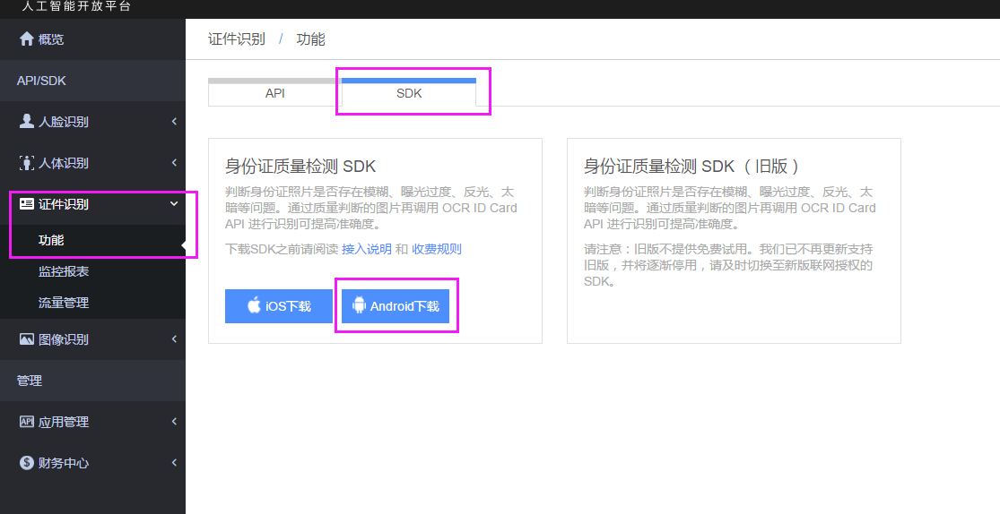 人工智能开放平台
概览
API/SDK
人脸识别
人体识别
证件识别
功能
监控报表
流量管理
图像识别
管理
API 应用管理
$ 财务中心
证件识别 / 功能
API
SDK
身份证质量检测 SDK
判断身份证照片是否存在模糊、曝光过度、反光、太
暗等问题。通过质量判断的图片再调用 OCR ID Card
API 进行识别可提高准确度。
下载SDK之前请阅读 接入说明 和 收费规则
iOS下载
Android下载
身份证质量检测 SDK（旧版）
判断身份证照片是否存在模糊、曝光过度、反光、太
暗等问题。通过质量判断的图片再调用 OCR ID Card
API 进行识别可提高准确度。
请注意：旧版不提供免费试用。我们已不再更新支持
旧版，并将逐渐停用，请及时切换至新版联网授权的
SDK。